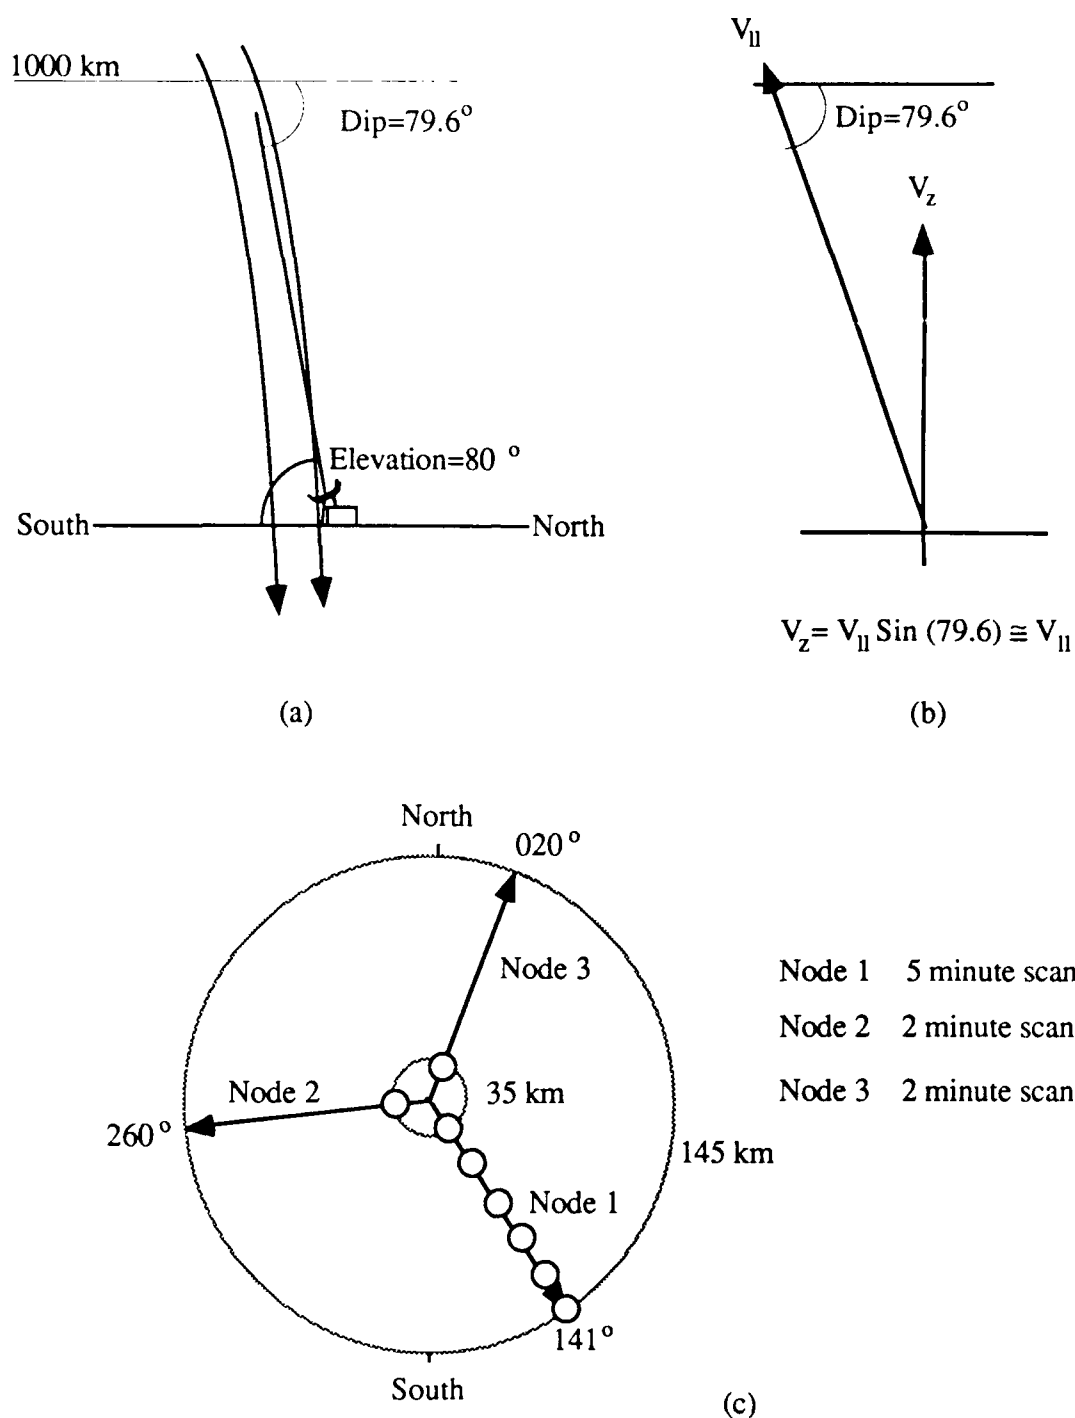 1000 km
Dip=79.6°
Elevation=80 °
South
North
(a)
V_ll
Dip=79.6°
V_z
V_z= V_ll Sin (79.6) ≅ V_ll
(b)
North
020°
Node 3
Node 2
35 km
260°
145 km
Node 1
141°
South
Node 1 5 minute scan
Node 2 2 minute scan
Node 3 2 minute scan
(c)